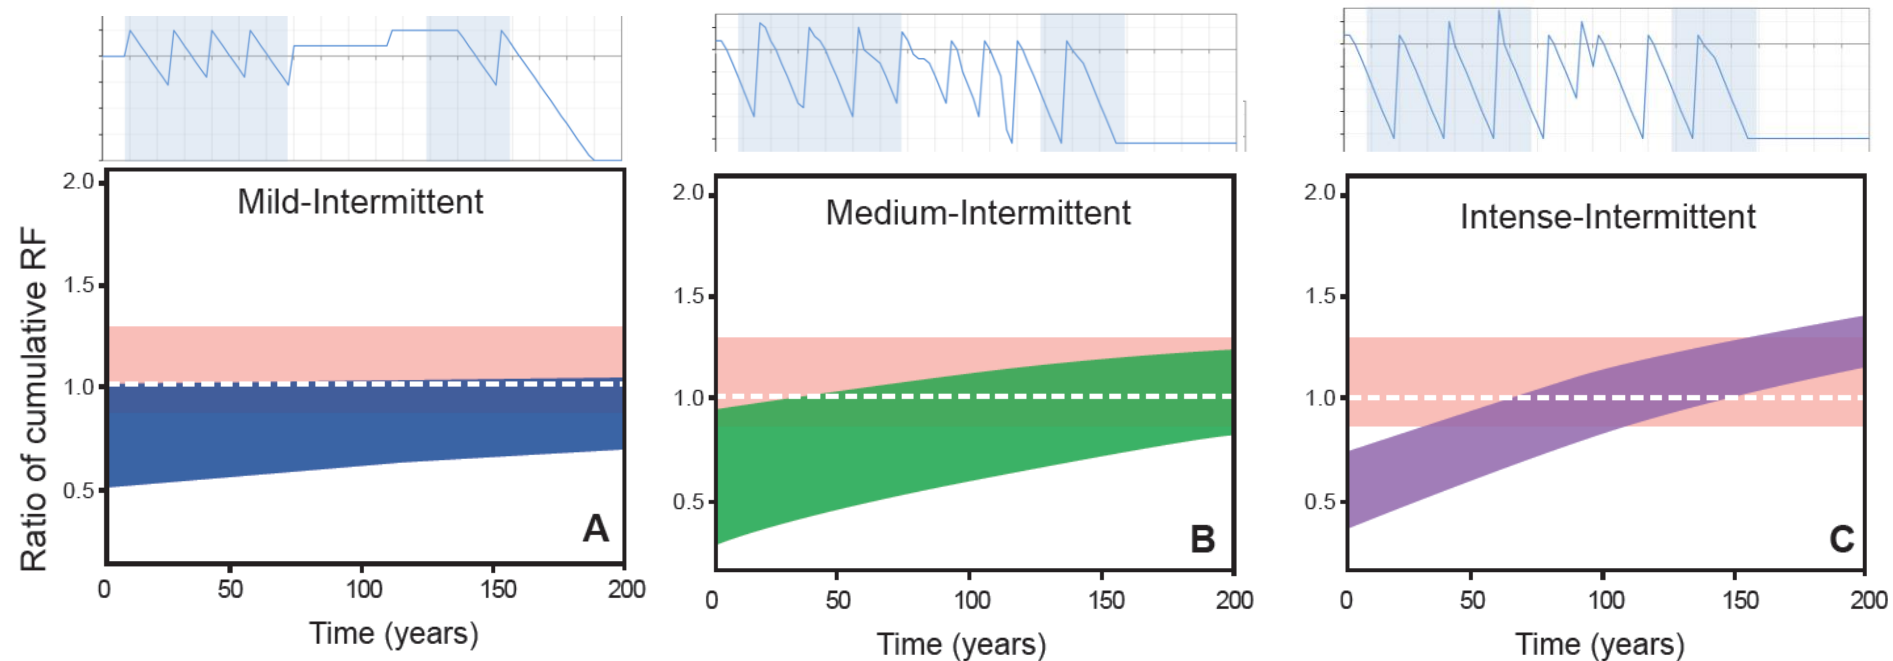 Ratio of cumulative RF
Mild-Intermittent
2.0
1.5
1.0
0.5
A
0 50 100 150 200
Time (years)
Medium-Intermittent
2.0
1.5
1.0
0.5
B
0 50 100 150 200
Time (years)
Intense-Intermittent
2.0
1.5
1.0
0.5
C
0 50 100 150 200
Time (years)